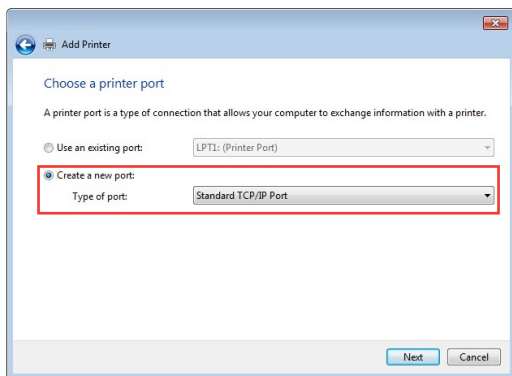 Add Printer
Choose a printer port
A printer port is a type of connection that allows your computer to exchange information with a printer.
Use an existing port: LPT1: (Printer Port)
Create a new port:
Type of port: Standard TCP/IP Port
Next Cancel